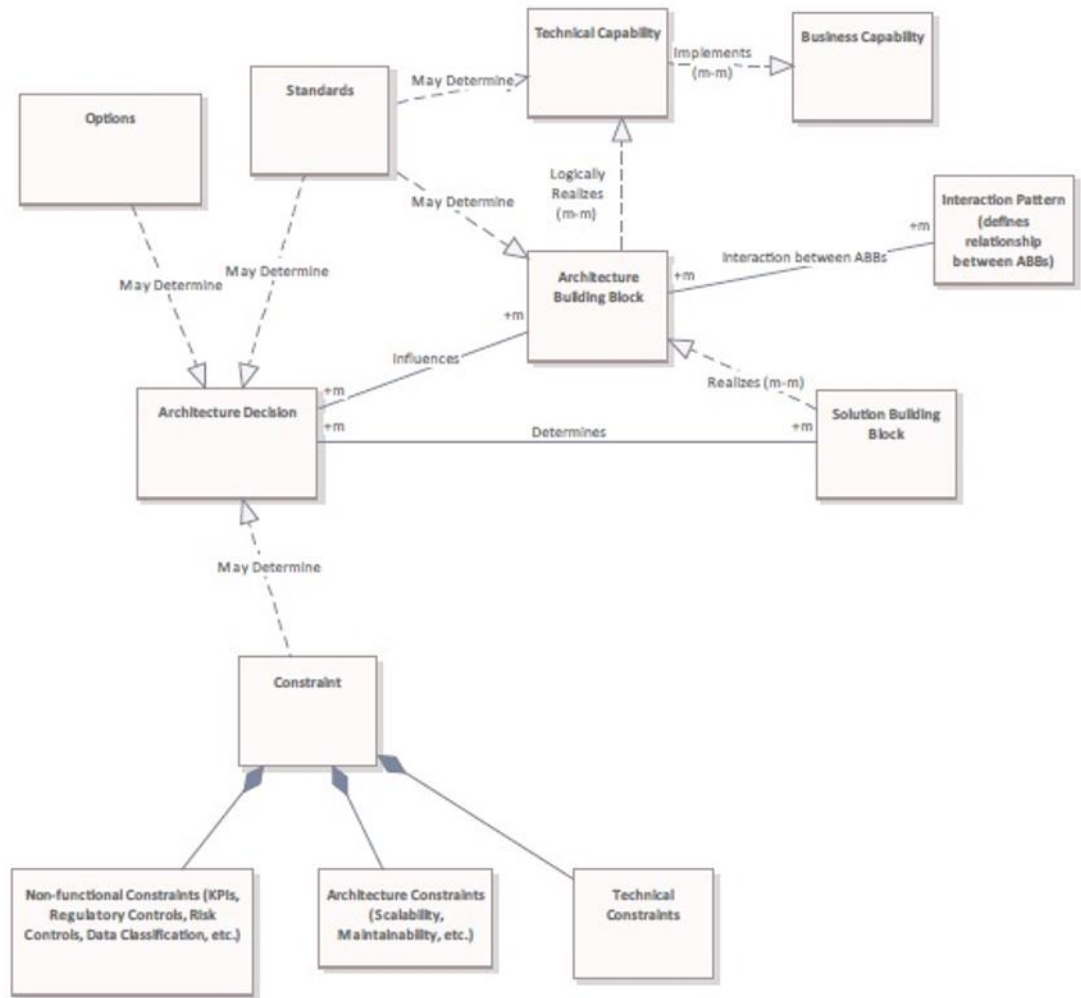 Technical Capability
Business Capability
Implements
(m-m)
May Determine
Standards
Options
Logically
Realizes
(m-m)
May Determine
Interaction Pattern
(defines
relationship
between ABBs)
+m
Interaction between ABBs
+m
Architecture
Building Block
May Determine
May Determine
+m
Influences
Realizes (m-m)
+m
Architecture Decision
Solution Building
Block
+m
Determines
+m
May Determine
Constraint
Non-functional Constraints (KPIs,
Regulatory Controls, Risk
Controls, Data Classification, etc.)
Architecture Constraints
(Scalability,
Maintainability, etc.)
Technical
Constraints